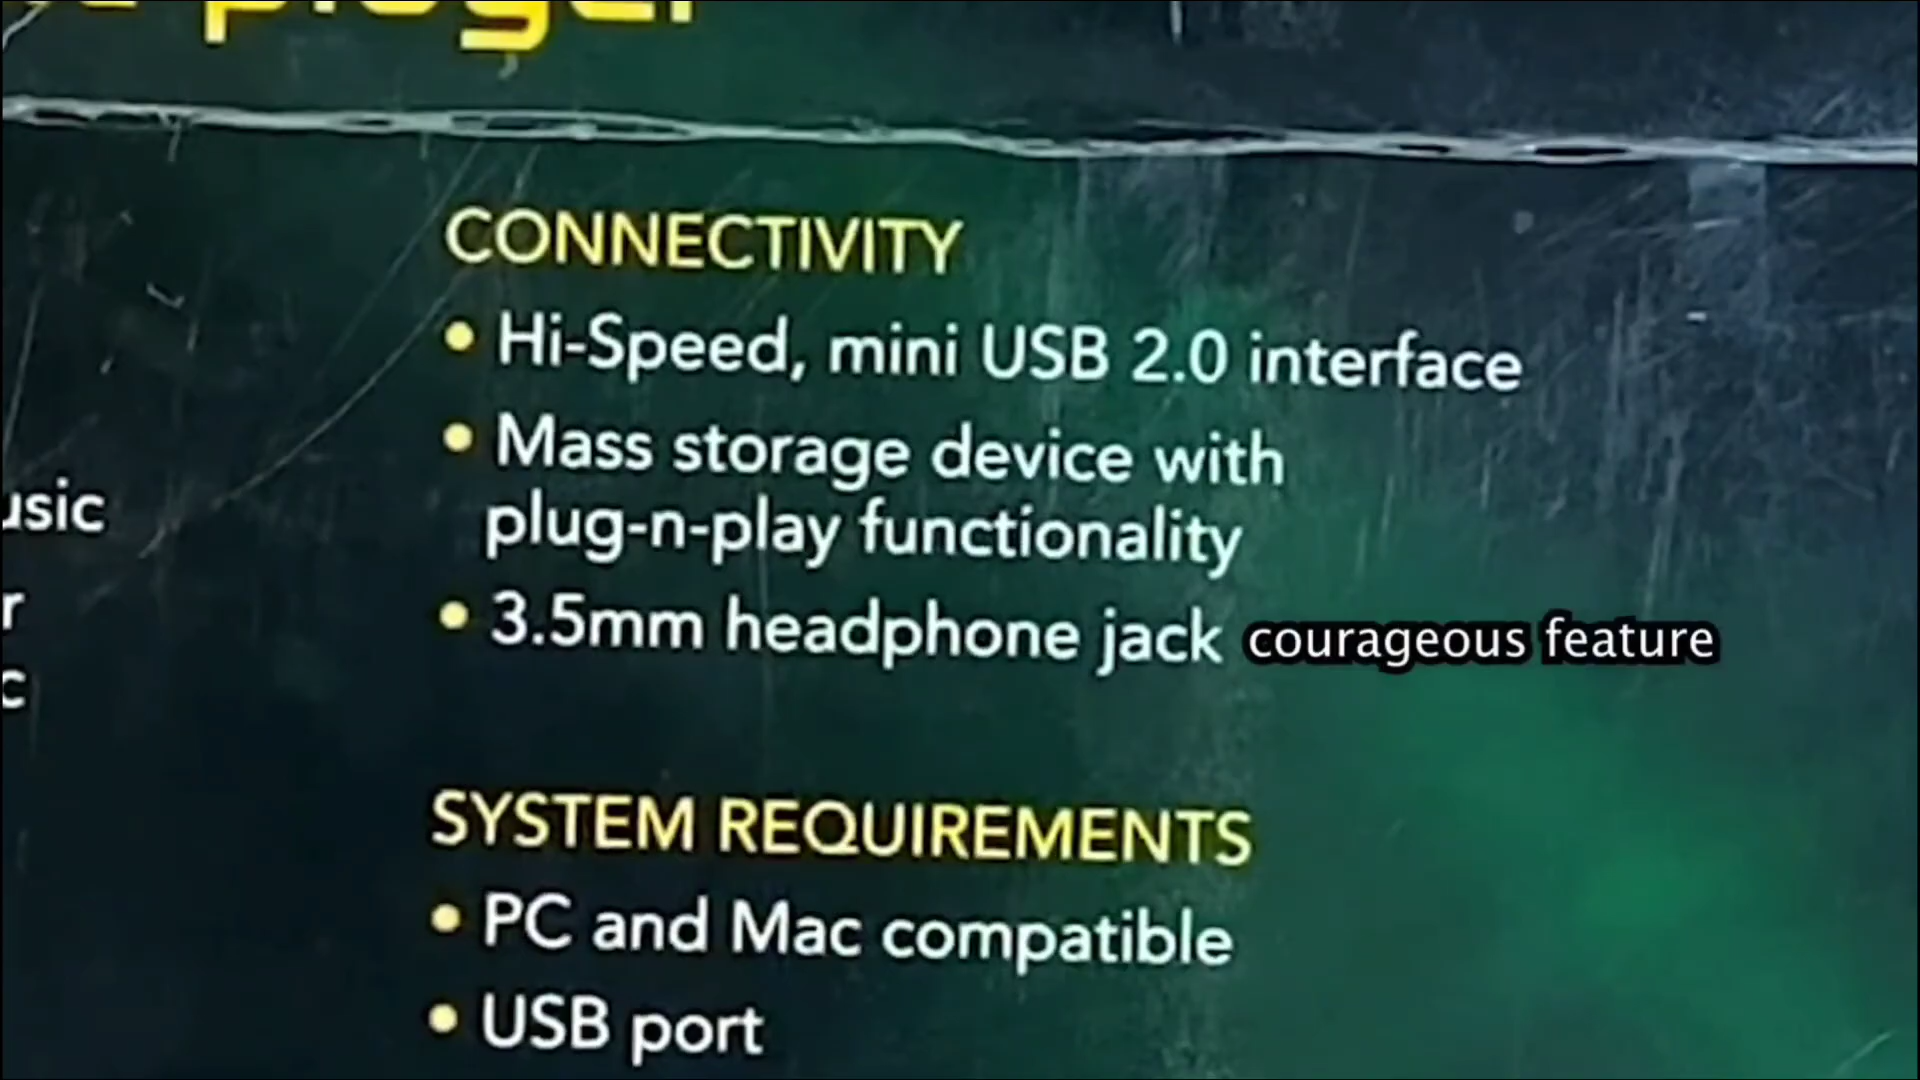 player
CONNECTIVITY
• Hi-Speed, mini USB 2.0 interface
• Mass storage device with
plug-n-play functionality
• 3.5mm headphone jack courageous feature
SYSTEM REQUIREMENTS
• PC and Mac compatible
• USB port